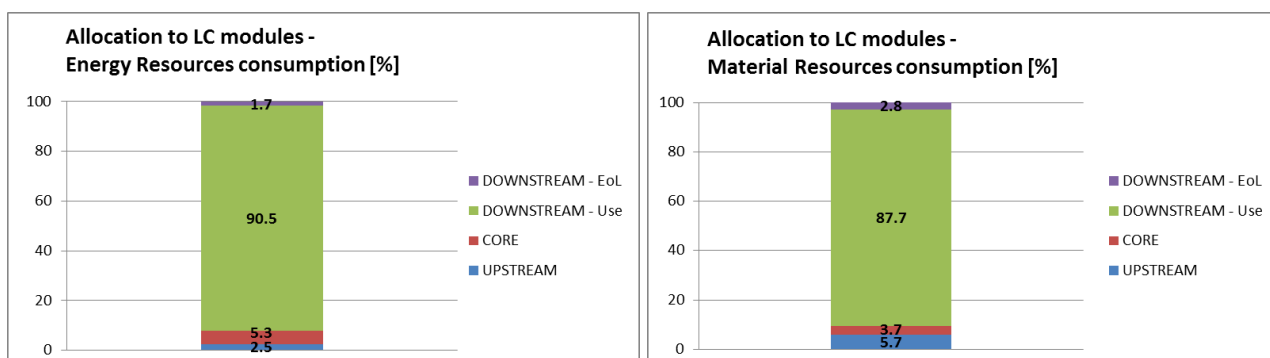 Allocation to LC modules -
Energy Resources consumption [%]
100
80
60
40
20
0
1.7
90.5
5.3
2.5
DOWNSTREAM - EoL
DOWNSTREAM - Use
CORE
UPSTREAM
Allocation to LC modules -
Material Resources consumption [%]
100
80
60
40
20
0
2.8
87.7
3.7
5.7
DOWNSTREAM - EoL
DOWNSTREAM - Use
CORE
UPSTREAM